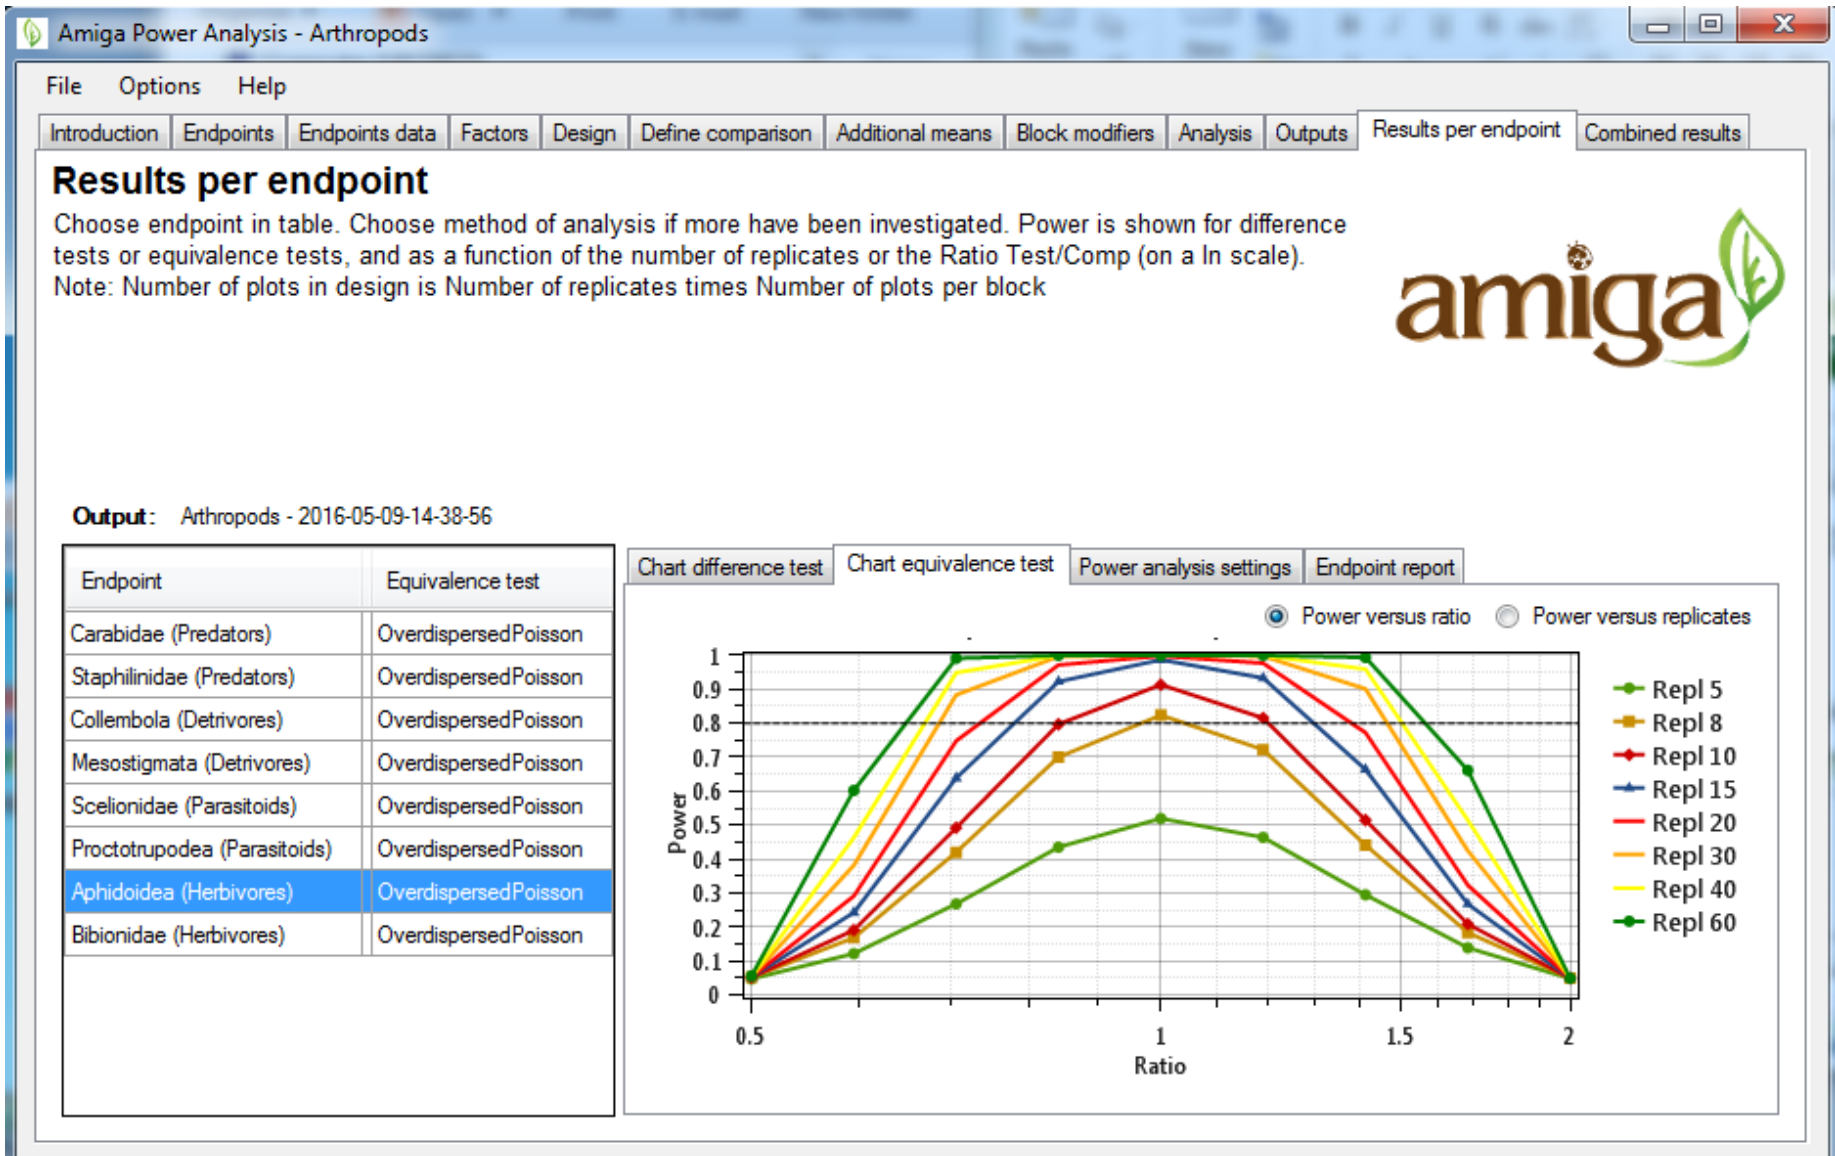 Amiga Power Analysis - Arthropods
File Options Help
Introduction Endpoints Endpoints data Factors Design Define comparison Additional means Block modifiers Analysis Outputs Results per endpoint Combined results
Results per endpoint
Choose endpoint in table. Choose method of analysis if more have been investigated. Power is shown for difference
tests or equivalence tests, and as a function of the number of replicates or the Ratio Test/Comp (on a ln scale).
Note: Number of plots in design is Number of replicates times Number of plots per block
amiga
Output: Arthropods - 2016-05-09-14-38-56
Endpoint Equivalence test
Carabidae (Predators) OverdispersedPoisson
Staphilinidae (Predators) OverdispersedPoisson
Collembola (Detrivores) OverdispersedPoisson
Mesostigmata (Detrivores) OverdispersedPoisson
Scelionidae (Parasitoids) OverdispersedPoisson
Proctotrupodea (Parasitoids) OverdispersedPoisson
Aphidoidea (Herbivores) OverdispersedPoisson
Bibionidae (Herbivores) OverdispersedPoisson
Chart difference test Chart equivalence test Power analysis settings Endpoint report
Power versus ratio Power versus replicates
1
0.9
0.8
0.7
0.6
0.5
0.4
0.3
0.2
0.1
0
Power
0.5 1 1.5 2
Ratio
Repl 5
Repl 8
Repl 10
Repl 15
Repl 20
Repl 30
Repl 40
Repl 60